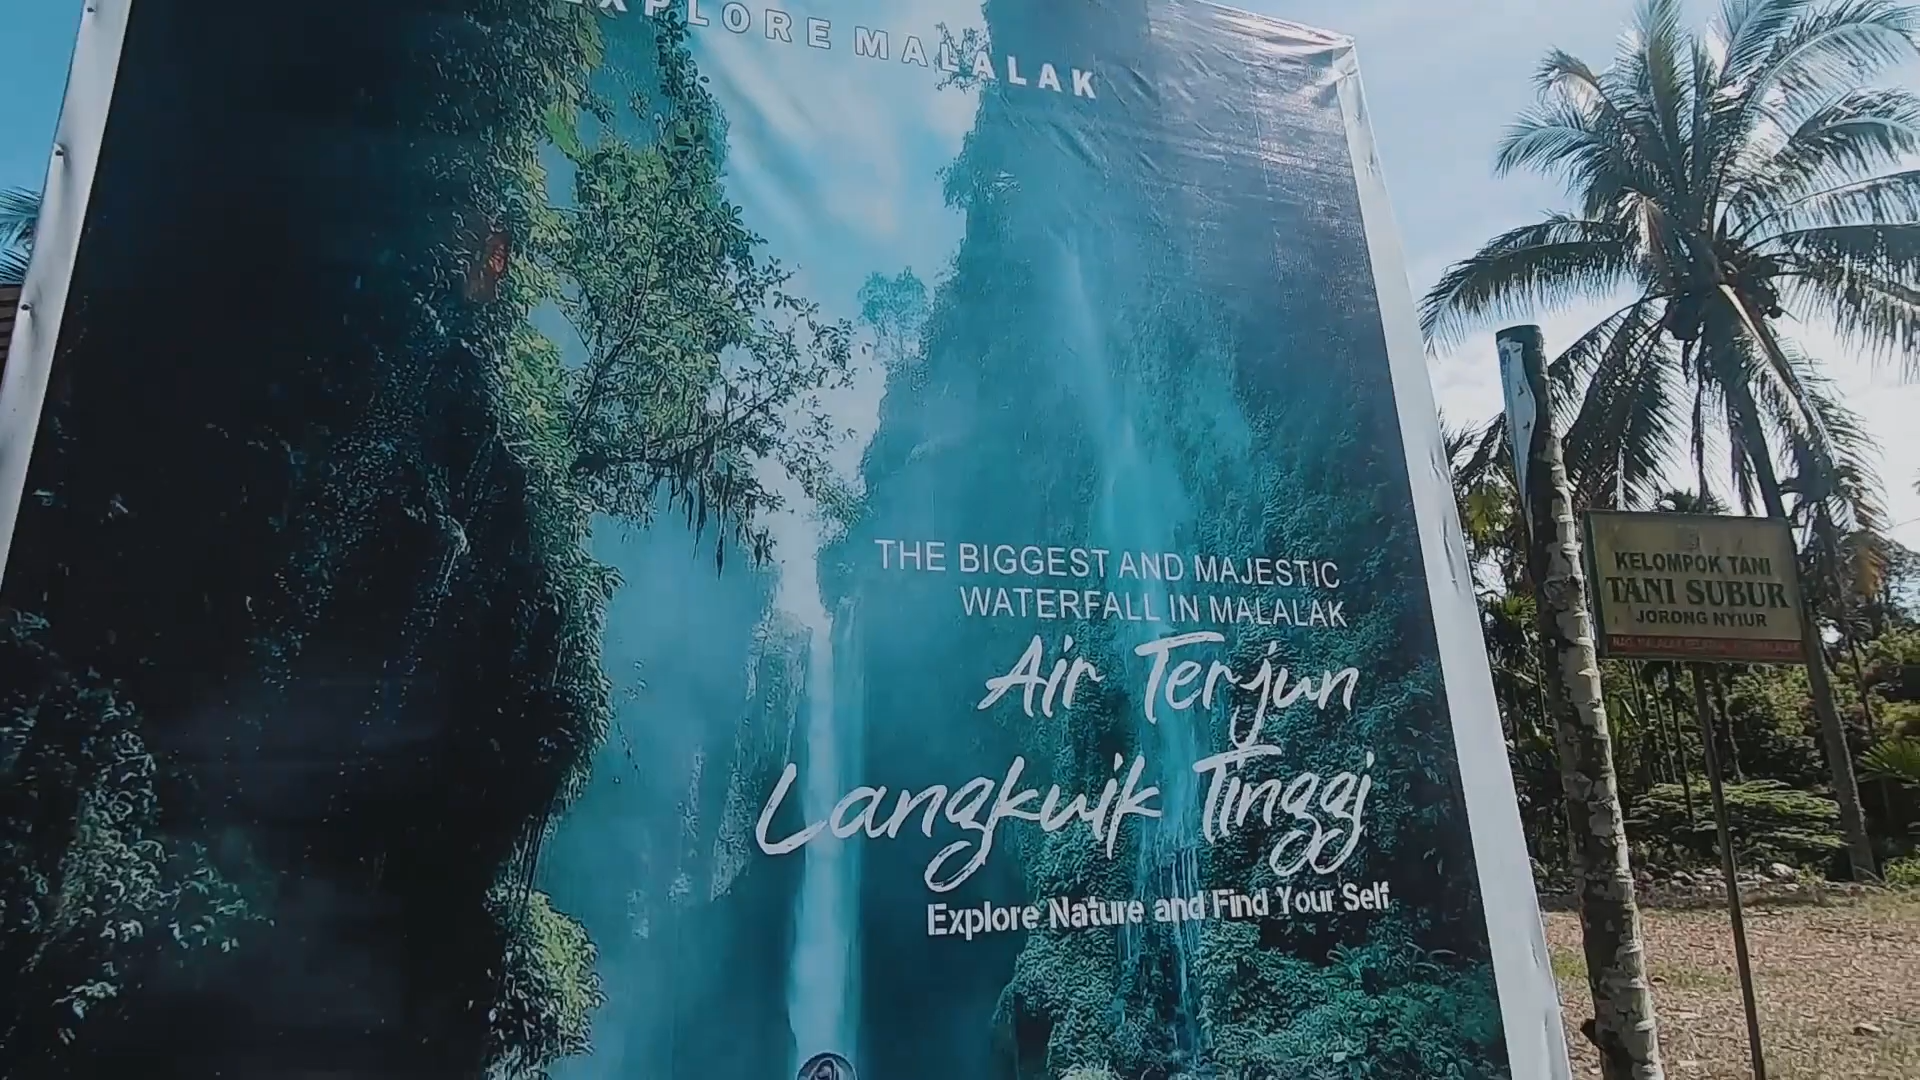 EXPLORE MALALAK
THE BIGGEST AND MAJESTIC
WATERFALL IN MALALAK
Air Terjun
Langkuik Tinggi
Explore Nature and Find Your Self
KELOMPOK TANI
TANI SUBUR
JORONG NYIUR